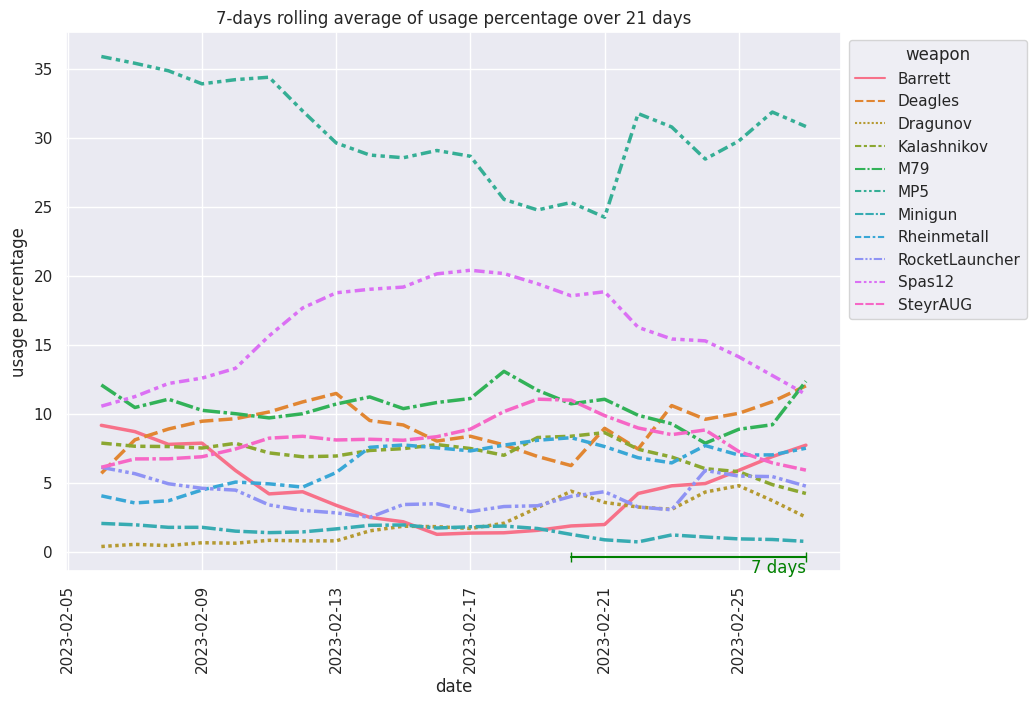 7-days rolling average of usage percentage over 21 days
usage percentage
35
30
25
20
15
10
5
0
7 days
2023-02-05
2023-02-09
2023-02-13
2023-02-17
2023-02-21
2023-02-25
date
weapon
Barrett
Deagles
Dragunov
Kalashnikov
M79
MP5
Minigun
Rheinmetall
RocketLauncher
Spas12
SteyrAUG